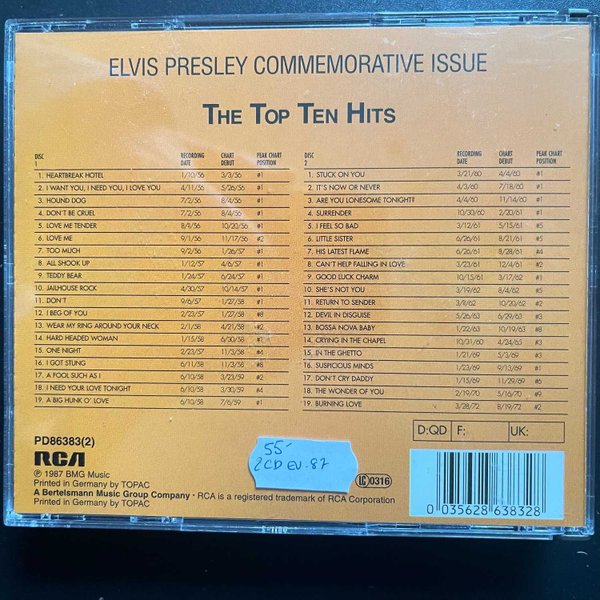 ELVIS PRESLEY COMMEMORATIVE ISSUE
THE TOP TEN HITS
DISC 1 RECORDING DATE CHART DEBUT PEAK CHART POSITION
1. HEARTBREAK HOTEL 1/10/56 3/3/56 #1
2. I WANT YOU, I NEED YOU, I LOVE YOU 4/11/56 5/26/56 #1
3. HOUND DOG 7/2/56 8/4/56 #1
4. DON'T BE CRUEL 7/2/56 8/4/56 #1
5. LOVE ME TENDER 8/9/56 10/20/56 #1
6. LOVE ME 9/1/56 11/17/56 #2
7. TOO MUCH 9/2/56 1/26/57 #1
8. ALL SHOOK UP 1/12/57 4/6/57 #1
9. TEDDY BEAR 1/24/57 6/24/57 #1
10. JAILHOUSE ROCK 4/30/57 10/14/57 #1
11. DON'T 9/6/57 1/27/58 #1
12. I BEG OF YOU 2/23/57 1/27/58 #8
13. WEAR MY RING AROUND YOUR NECK 2/1/58 4/21/58 #2
14. HARD HEADED WOMAN 1/15/58
15. ONE NIGHT 2/23/57 11/3/58 #4
16. I GOT STUNG 6/11/58 11/3/58 #8
17. A FOOL SUCH AS I 6/10/58 3/23/59 #2
18. I NEED YOUR LOVE TONIGHT 6/10/58 3/30/59 #4
19. A BIG HUNK O' LOVE 6/10/58 7/6/59 #1
DISC 2 RECORDING DATE CHART DEBUT PEAK CHART POSITION
1. STUCK ON YOU 3/21/60 4/4/60 #1
2. IT'S NOW OR NEVER 4/3/60 7/18/60 #1
3. ARE YOU LONESOME TONIGHT? 4/4/60 11/14/60 #1
4. SURRENDER 10/30/60 2/20/61 #1
5. I FEEL SO BAD 3/12/61 5/15/61 #5
6. LITTLE SISTER 6/26/61 8/21/61 #5
7. HIS LATEST FLAME 6/26/61 8/28/61 #4
8. CAN'T HELP FALLING IN LOVE 3/23/61 12/4/61 #2
9. GOOD LUCK CHARM 10/15/61 3/17/62 #1
10. SHE'S NOT YOU 3/19/62 8/4/62 #5
11. RETURN TO SENDER 10/20/62 #2
12. DEVIL IN DISGUISE 5/26/63 6/29/63 #3
13. BOSSA NOVA BABY 1/22/63 10/19/63 #8
14. CRYING IN THE CHAPEL 10/31/60 4/24/65 #3
15. IN THE GHETTO 1/21/69 5/3/69 #3
16. SUSPICIOUS MINDS 1/23/69 9/13/69 #1
17. DON'T CRY DADDY 1/15/69 11/29/69 #6
18. THE WONDER OF YOU 2/19/70 5/16/70 #9
19. BURNING LOVE 3/28/72 8/19/72 #2
D:QD F: UK:
PD86383(2)
RCA
℗ 1987 BMG Music
Printed in Germany by TOPAC
A Bertelsmann Music Group Company • RCA is a registered trademark of RCA Corporation
Printed in Germany by TOPAC
55-
2CD EU.87
LC 0316
0 035628 638328